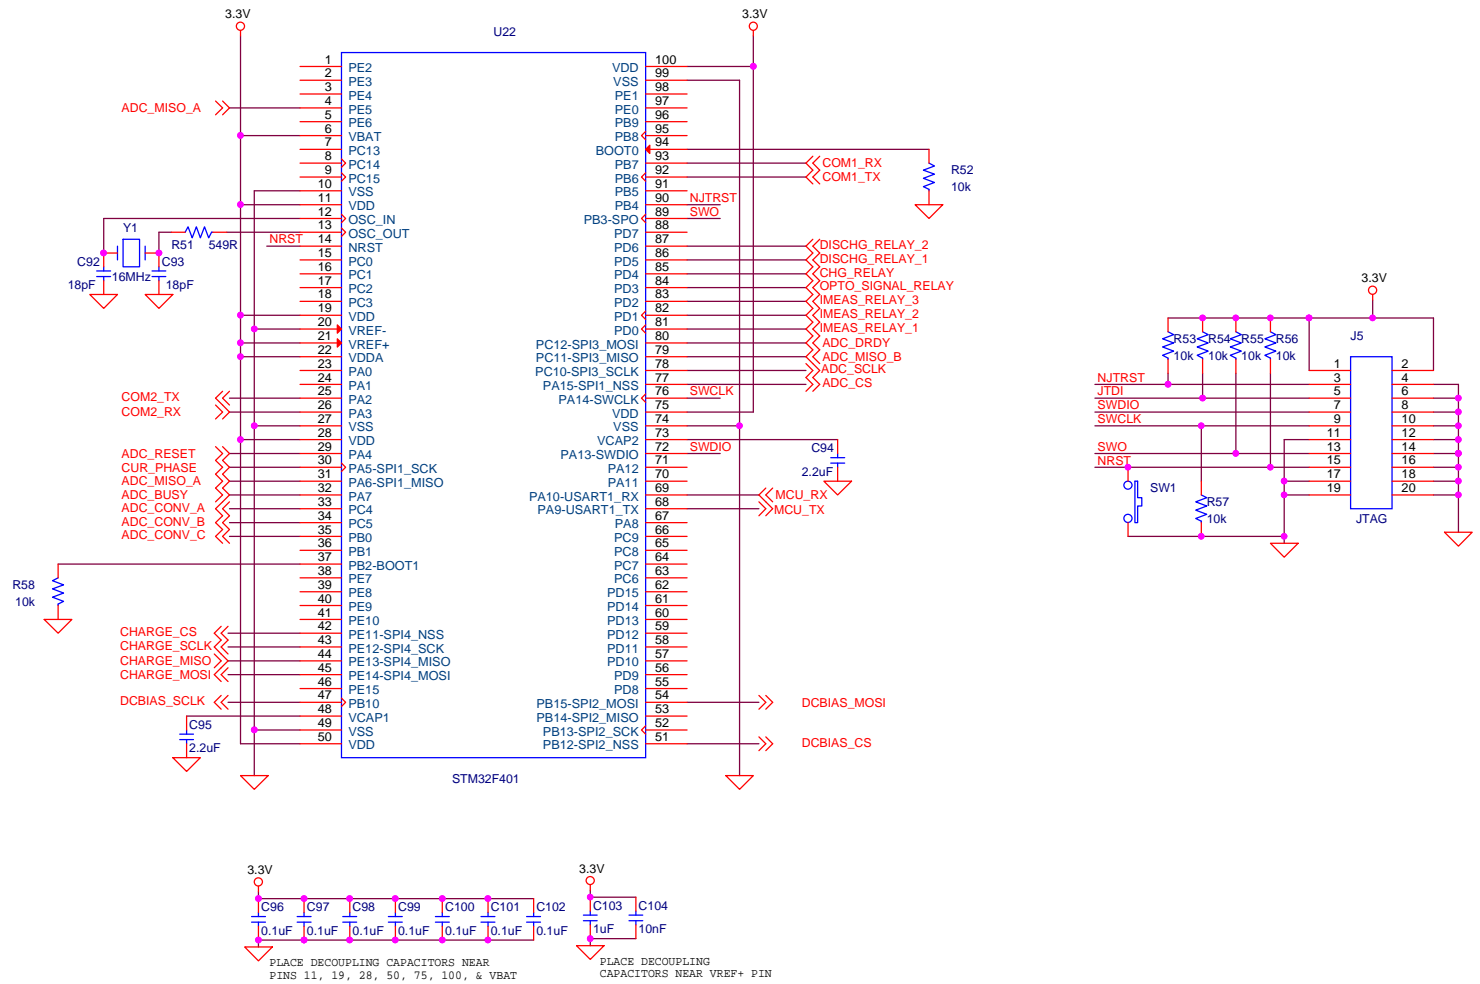 3.3V
3.3V
U22
1 PE2
2 PE3
3 PE4
ADC_MISO_A 4 PE5
5 PE6
6 VBAT
7 PC13
8 PC14
9 PC15
10 VSS
11 VDD
12 OSC_IN
13 OSC_OUT
NRST 14 NRST
15 PC0
16 PC1
17 PC2
18 PC3
19 VDD
20 VREF-
21 VREF+
22 VDDA
23 PA0
24 PA1
COM2_TX 25 PA2
COM2_RX 26 PA3
27 VSS
28 VDD
ADC_RESET 29 PA4
CUR_PHASE 30 PA5-SPI1_SCK
ADC_MISO_A 31 PA6-SPI1_MISO
ADC_BUSY 32 PA7
ADC_CONV_A 33 PC4
ADC_CONV_B 34 PC5
ADC_CONV_C 35 PB0
36 PB1
37 PB2-BOOT1
38 PE7
39 PE8
40 PE9
41 PE10
CHARGE_CS 42 PE11-SPI4_NSS
CHARGE_SCLK 43 PE12-SPI4_SCK
CHARGE_MISO 44 PE13-SPI4_MISO
CHARGE_MOSI 45 PE14-SPI4_MOSI
46 PE15
DCBIAS_SCLK 47 PB10
48 VCAP1
49 VSS
50 VDD
VDD 100
VSS 99
PE1 98
PE0 97
PB9 96
PB8 95
BOOT0 94
PB7 93 COM1_RX
PB6 92 COM1_TX
PB5 91
PB4 90 NJTRST
PB3-SPO 89 SWO
PD7 88
PD6 87 DISCHG_RELAY_2
PD5 86 DISCHG_RELAY_1
PD4 85 CHG_RELAY
PD3 84 OPTO_SIGNAL_RELAY
PD2 83 IMEAS_RELAY_3
PD1 82 IMEAS_RELAY_2
PD0 81 IMEAS_RELAY_1
PC12-SPI3_MOSI 80 ADC_DRDY
PC11-SPI3_MISO 79 ADC_MISO_B
PC10-SPI3_SCLK 78 ADC_SCLK
PA15-SPI1_NSS 77 ADC_CS
PA14-SWCLK 76 SWCLK
VDD 75
VSS 74
VCAP2 73
PA13-SWDIO 72 SWDIO
PA12 71
PA11 70
PA10-USART1_RX 69 MCU_RX
PA9-USART1_TX 68 MCU_TX
PA8 67
PC9 66
PC8 65
PC7 64
PC6 63
PD15 62
PD14 61
PD13 60
PD12 59
PD11 58
PD10 57
PD9 56
PD8 55
PB15-SPI2_MOSI 54 DCBIAS_MOSI
PB14-SPI2_MISO 53
PB13-SPI2_SCK 52
PB12-SPI2_NSS 51 DCBIAS_CS
STM32F401
Y1
16MHz
R51 549R
C92
18pF
C93
18pF
R58
10k
C95
2.2uF
R52
10k
C94
2.2uF
3.3V
R53
10k
R54
10k
R55
10k
R56
10k
J5
NJTRST
JTDI
SWDIO
SWCLK
SWO
NRST
1 2
3 4
5 6
7 8
9 10
11 12
13 14
15 16
17 18
19 20
JTAG
SW1
R57
10k
3.3V
C96
0.1uF
C97
0.1uF
C98
0.1uF
C99
0.1uF
C100
0.1uF
C101
0.1uF
C102
0.1uF
PLACE DECOUPLING CAPACITORS NEAR
PINS 11, 19, 28, 50, 75, 100, & VBAT
3.3V
C103
1uF
C104
10nF
PLACE DECOUPLING
CAPACITORS NEAR VREF+ PIN